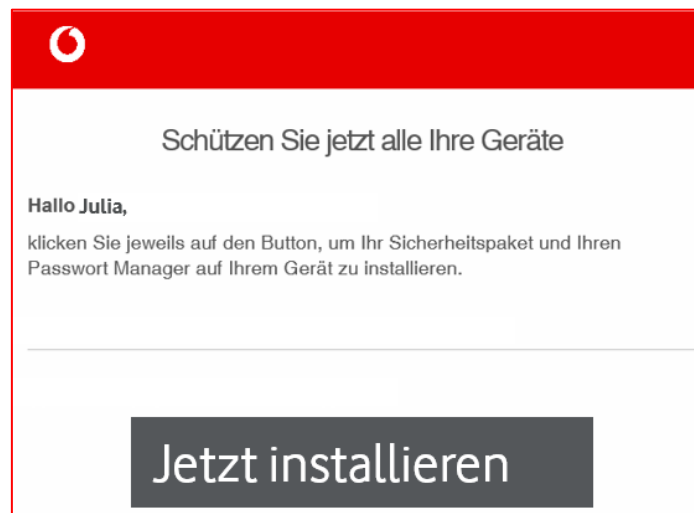 Schützen Sie jetzt alle Ihre Geräte
Hallo Julia,
klicken Sie jeweils auf den Button, um Ihr Sicherheitspaket und Ihren
Passwort Manager auf Ihrem Gerät zu installieren.
Jetzt installieren